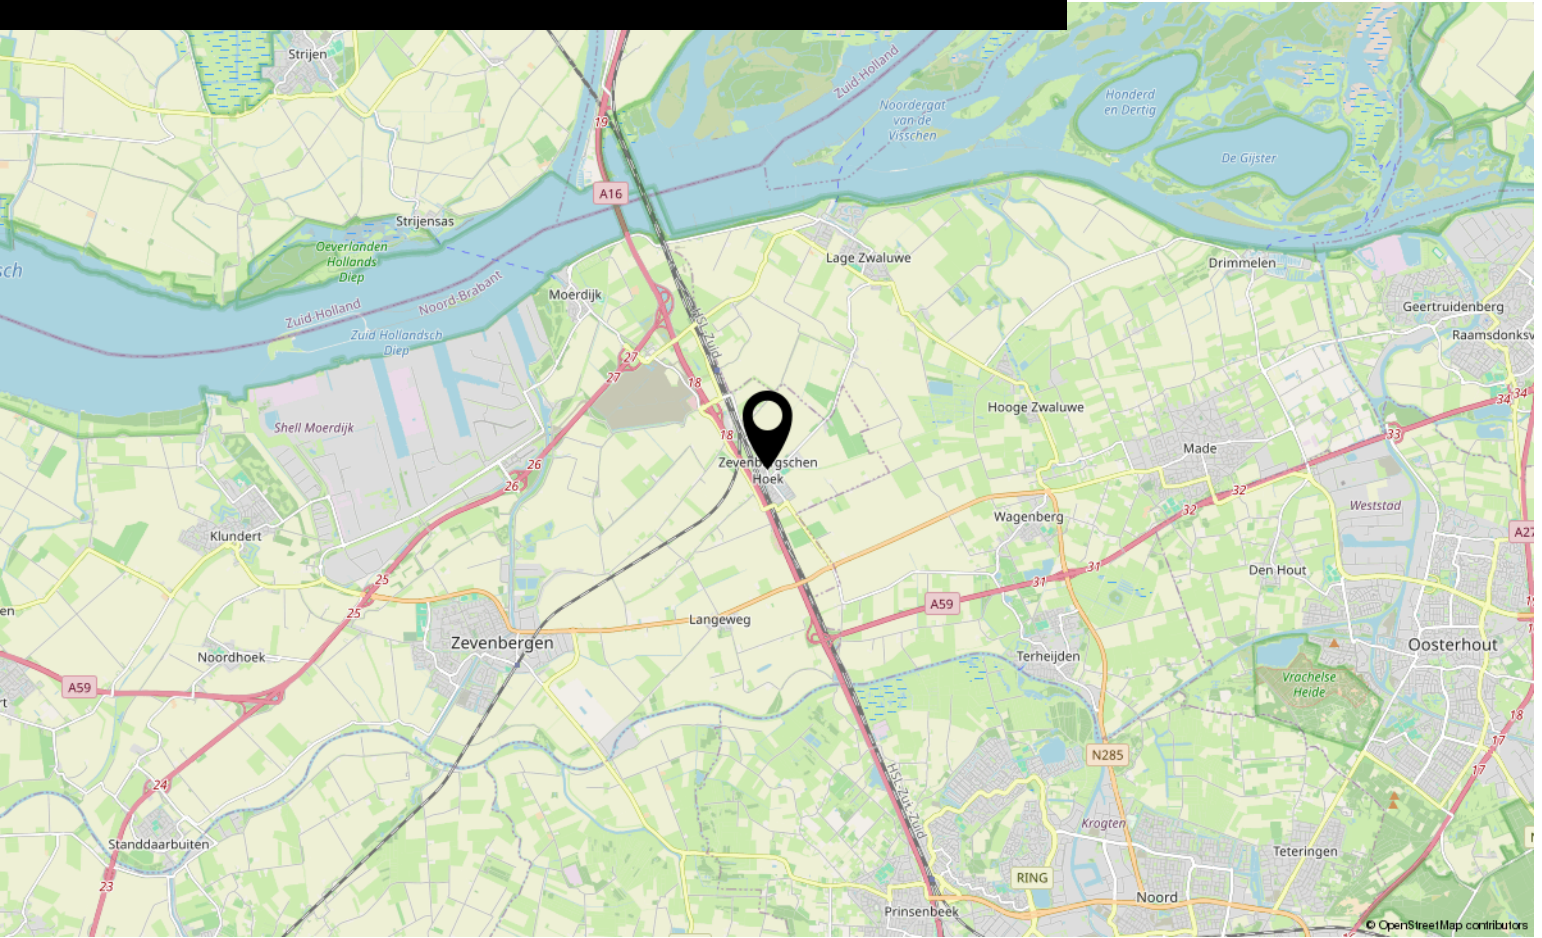 Strijen
Zuid-Holland
Noordergat
van de
Visschen
Honderd
en Dertig
19
De Gijster
A16
Strijensas
Oeverlanden
Hollands
Diep
Lage Zwaluwe
Drimmelen
Moerdijk
Noord-Brabant
Zuid-Holland
Geertruidenberg
Zuid Hollandsch
Diep
HSL-Zuid
Raamsdonksv
27
27
18
Hooge Zwaluwe
34
34
Shell Moerdijk
18
33
Made
Zevenbergschen
Hoek
26
26
32
32
Weststad
Wagenberg
A27
Klundert
Den Hout
31
31
25
25
A59
en
Langeweg
Zevenbergen
Oosterhout
Noordhoek
Terheijden
Vrachelse
Heide
A59
rt
18
17
N285
17
24
HSL-Zuid
Krogten
Standdaarbuiten
Teteringen
23
RING
Noord
Prinsenbeek
© OpenStreetMap contributors